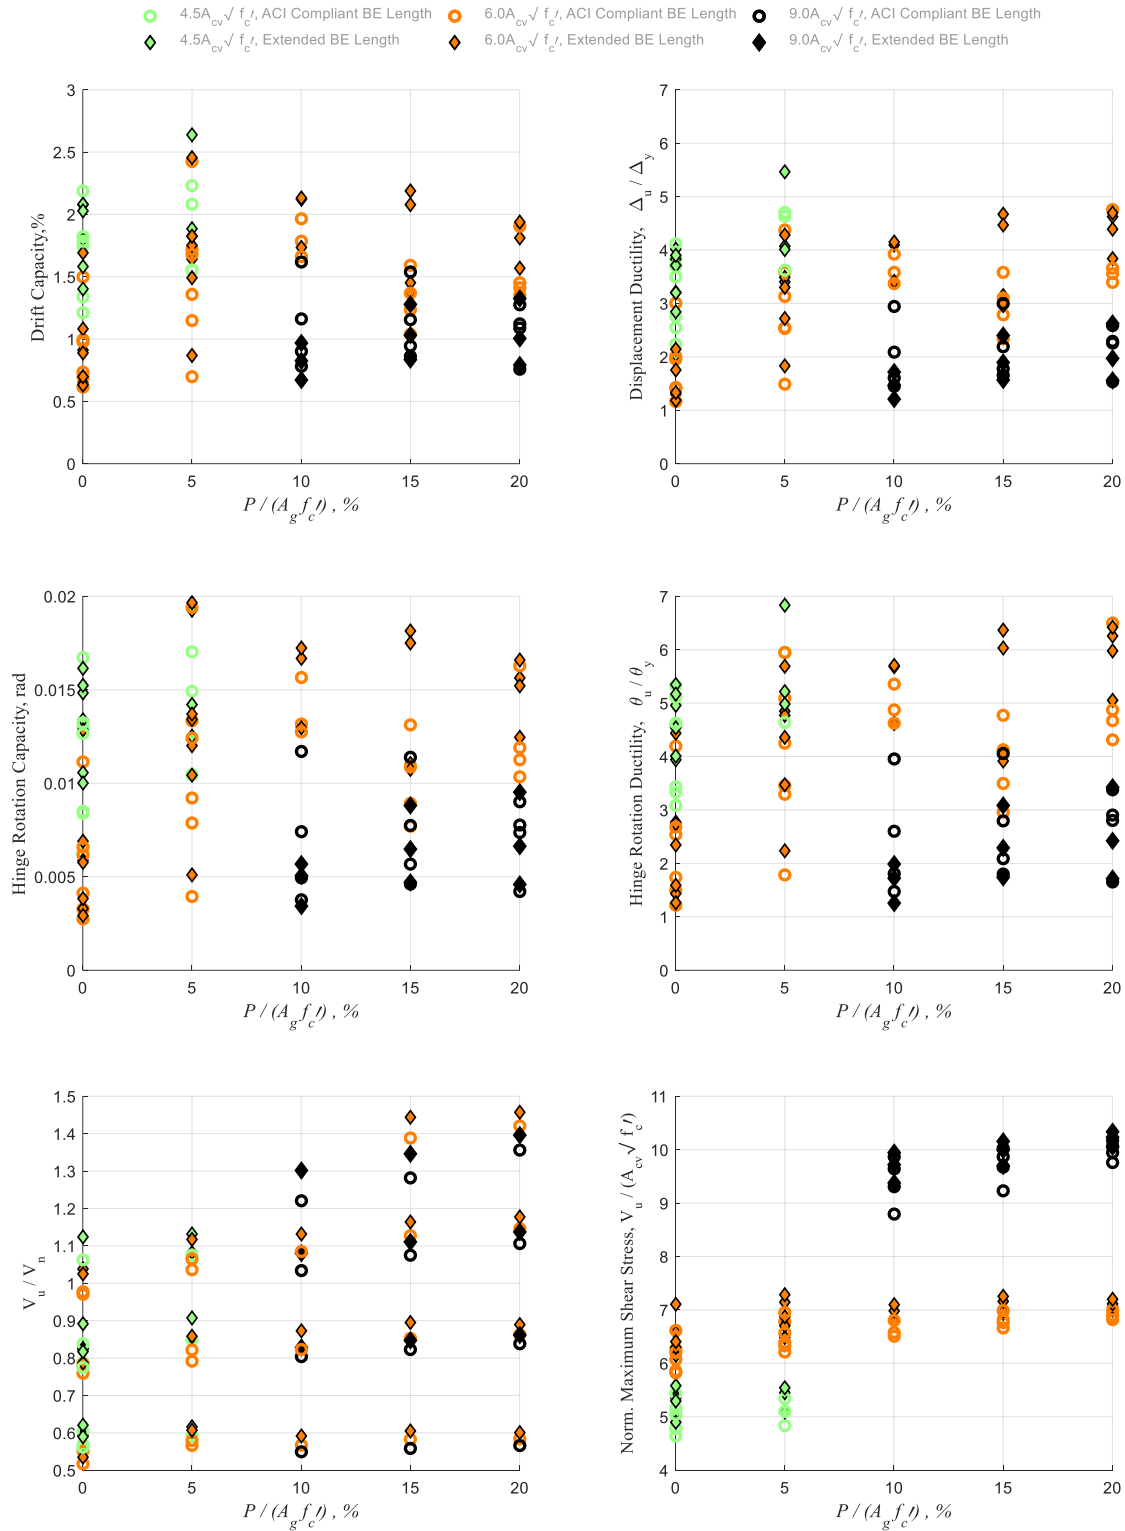 4.5A_cv√ f_c′, ACI Compliant BE Length 6.0A_cv√ f_c′, ACI Compliant BE Length 9.0A_cv√ f_c′, ACI Compliant BE Length
4.5A_cv√ f_c′, Extended BE Length 6.0A_cv√ f_c′, Extended BE Length 9.0A_cv√ f_c′, Extended BE Length
Drift Capacity,%
3
2.5
2
1.5
1
0.5
0
0 5 10 15 20
P / (A_g f_c′) , %
Displacement Ductility, Δ_u / Δ_y
7
6
5
4
3
2
1
0
0 5 10 15 20
P / (A_g f_c′) , %
Hinge Rotation Capacity, rad
0.02
0.015
0.01
0.005
0
0 5 10 15 20
P / (A_g f_c′) , %
Hinge Rotation Ductility, θ_u / θ_y
7
6
5
4
3
2
1
0
0 5 10 15 20
P / (A_g f_c′) , %
V_u / V_n
1.5
1.4
1.3
1.2
1.1
1
0.9
0.8
0.7
0.6
0.5
0 5 10 15 20
P / (A_g f_c′) , %
Norm. Maximum Shear Stress, V_u / (A_cv√ f_c′)
11
10
9
8
7
6
5
4
0 5 10 15 20
P / (A_g f_c′) , %